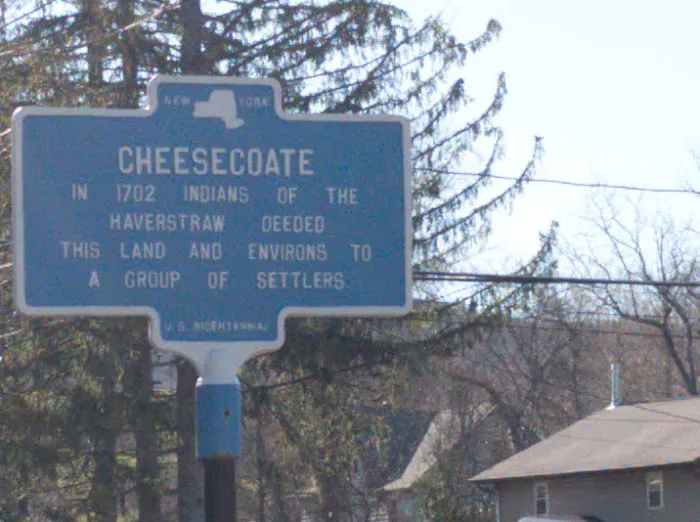 NEW YORK
CHEESECOATE
IN 1702 INDIANS OF THE
HAVERSTRAW DEEDED
THIS LAND AND ENVIRONS TO
A GROUP OF SETTLERS.
U.S. BICENTENNIAL